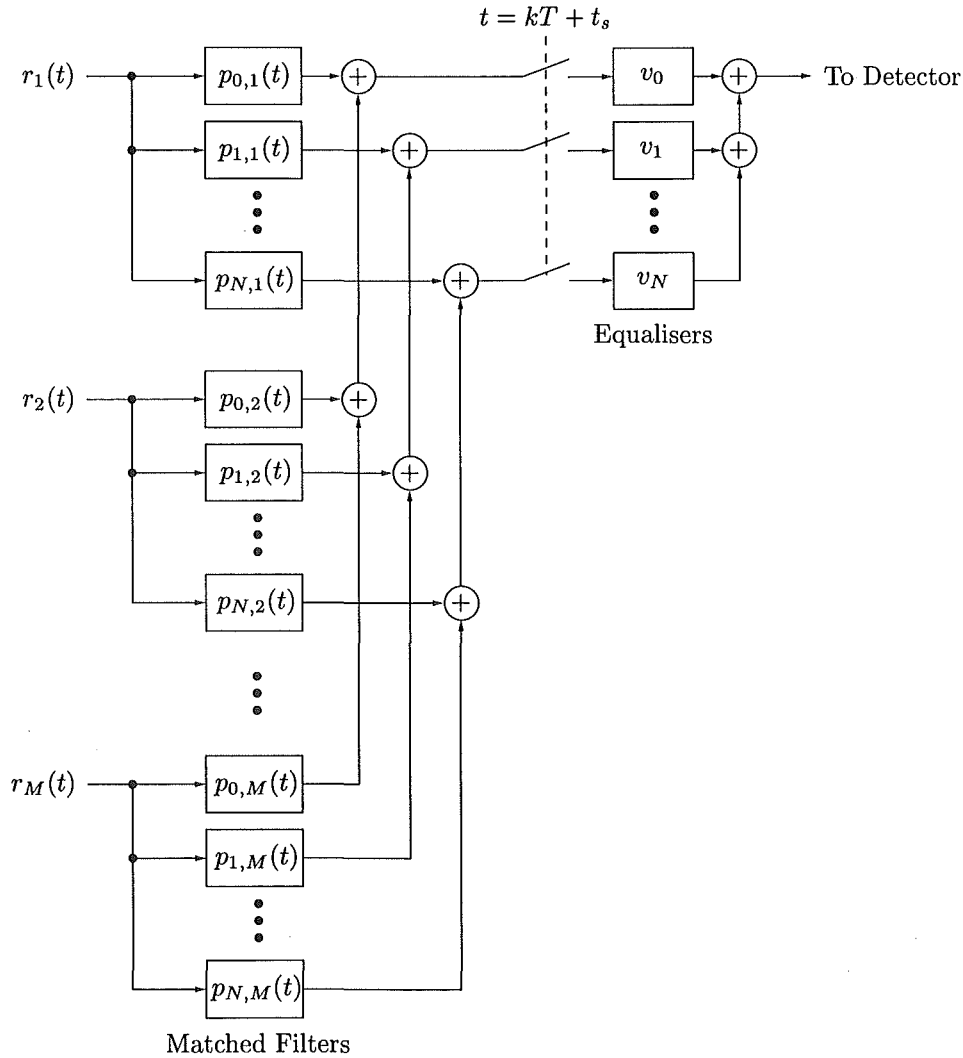 t = kT + t_s
r_1(t) p_{0,1}(t) + v_0 + To Detector
p_{1,1}(t) + v_1 +
p_{N,1}(t) + v_N
Equalisers
r_2(t) p_{0,2}(t) +
p_{1,2}(t) +
p_{N,2}(t) +
r_M(t) p_{0,M}(t)
p_{1,M}(t)
p_{N,M}(t)
Matched Filters